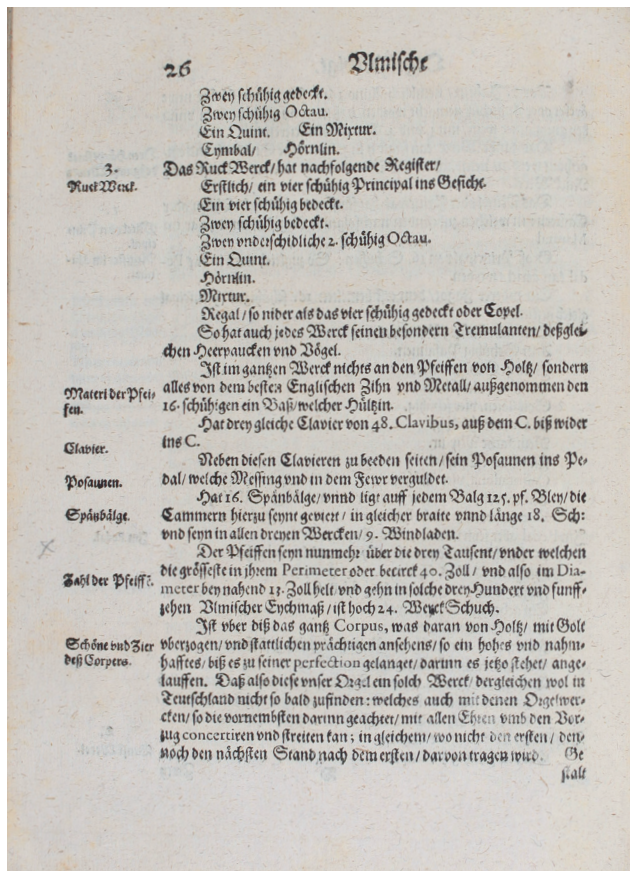 26 Vlmische
Zwey schühig gedeckt.
Zwey schühig Octau.
Ein Quint. Ein Mixtur.
Cymbal/ Hörnlin.
3.
Ruck Werck.
Das Ruck Werck/ hat nachfolgende Register/
Erstlich/ ein vier schühig Principal ins Gesicht.
Ein vier schühig bedeckt.
Zwey schühig bedeckt.
Zwey vnderschidliche 2. schühig Octau.
Ein Quint.
Hörnlin.
Mixtur.
Regal/ so nider als das vier schühig gedeckt oder Copel.
So hat auch jedes Werck seinen besondern Tremulanten/ deßglei-
chen Heerpaucken vnd Vögel.
Ist im gantzen Werck nichts an den Pfeiffen von Holtz/ sondern
Materi der Pfei-
fen.
alles von dem besten Englischen Zihn vnd Metall/ außgenommen den
16. schühigen ein Baß/ welcher Hültzin.
Hat drey gleiche Clavier von 48. Clavibus, auß dem C. biß wider
Clavier.
ins C.
Neben diesen Clavieren zu beeden seiten/ sein Posaunen ins Pe-
Posaunen.
dal/ welche Messing vnd in dem Fewr verguldet.
Hat 16. Spänbälge/ vnnd ligt auff jedem Balg 125. pf. Bley/ die
Spänbälge.
Cammern hierzu seynt geviert/ in gleicher braite vnnd länge 18. Sch:
vnd seyn in allen dreyen Wercken/ 9. Windladen.
Der Pfeiffen seyn nunmehr über die drey Tausent/ vnder welchen
Zahl der Pfeiffē.
die grösseste in jhrem Perimeter oder becirck 40. Zoll/ vnd also im Dia-
meter bey nahend 13. Zoll helt/ vnd gehn in solche drey Hundert vnd funff-
zehen Vlmischer Eychmaß/ ist hoch 24. Werck Schuch.
Ist vber diß das gantz Corpus, was daran von Holtz/ mit Golt
Schöne vnd Zier
deß Corpers.
vberzogen/ vnd stattlichen prächtigen ansehens/ so ein hohes vnd nahm-
hafftes/ biß es zu seiner perfection gelanget/ darinn es jetzo stehet/ ange-
lauffen. Daß also diese vnser Orgel ein solch Werck/ dergleichen wol in
Teutschland nicht so bald zufinden: welches auch mit denen Orgelwer-
cken/ so die vornembsten darinn geachtet/ mit allen Ehren vmb den Vor-
zug concertiren vnd streiten kan; in gleichem/ wo nicht den ersten/ den-
noch den nächsten Stand nach dem ersten/ darvon tragen wird. Ge
stalt